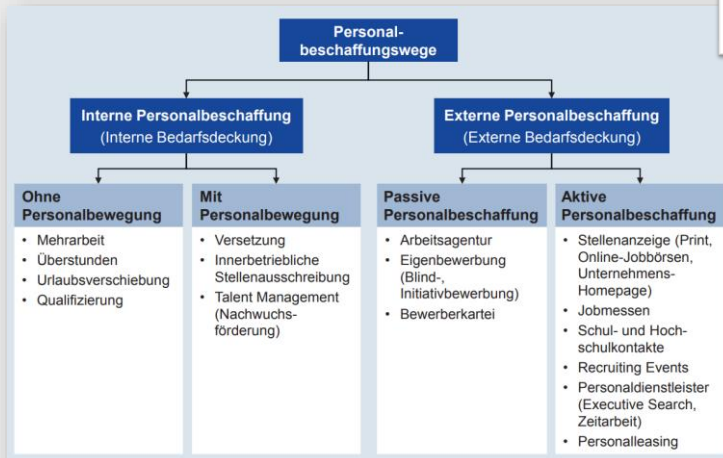 Personal-
beschaffungswege
Interne Personalbeschaffung
(Interne Bedarfsdeckung)
Externe Personalbeschaffung
(Externe Bedarfsdeckung)
Ohne
Personalbewegung
• Mehrarbeit
• Überstunden
• Urlaubsverschiebung
• Qualifizierung
Mit
Personalbewegung
• Versetzung
• Innerbetriebliche
Stellenausschreibung
• Talent Management
(Nachwuchs-
förderung)
Passive
Personalbeschaffung
• Arbeitsagentur
• Eigenbewerbung
(Blind-,
Initiativbewerbung)
• Bewerberkartei
Aktive
Personalbeschaffung
• Stellenanzeige (Print,
Online-Jobbörsen,
Unternehmens-
Homepage)
• Jobmessen
• Schul- und Hoch-
schulkontakte
• Recruiting Events
• Personaldienstleister
(Executive Search,
Zeitarbeit)
• Personalleasing